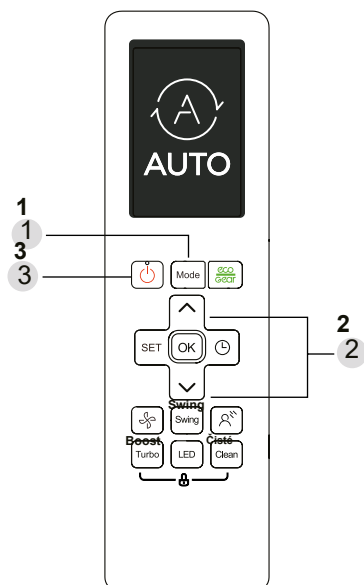 A
AUTO
1
1
3
3
Mode
eco
Gear
2
2
SET
OK
Swing
Swing
Boost
Čisté
Turbo
LED
Clean